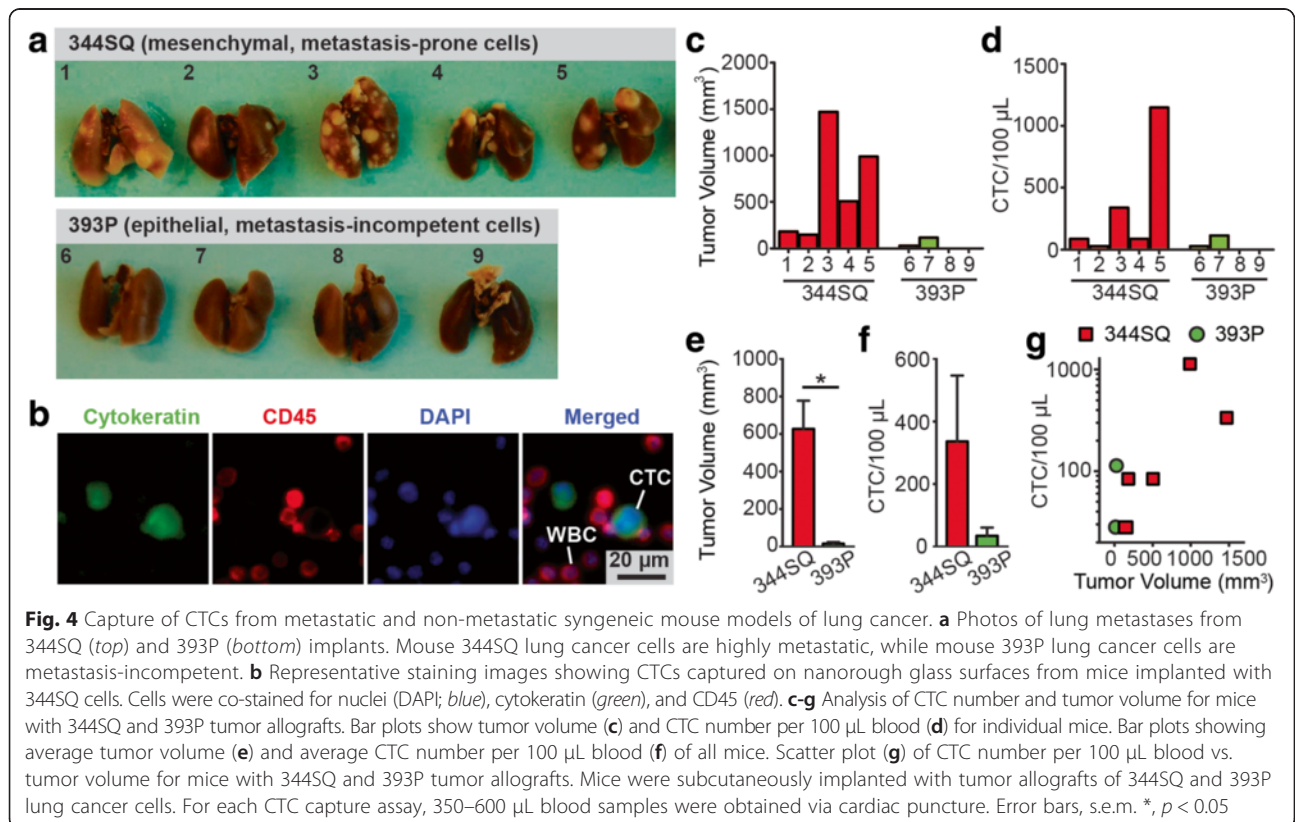 a
344SQ (mesenchymal, metastasis-prone cells)
1 2 3 4 5
393P (epithelial, metastasis-incompetent cells)
6 7 8 9
b
Cytokeratin CD45 DAPI Merged
CTC
WBC
20 μm
c
Tumor Volume (mm³)
2000
1500
1000
500
0
1 2 3 4 5 6 7 8 9
344SQ 393P
d
CTC/100 μL
1500
1000
500
0
1 2 3 4 5 6 7 8 9
344SQ 393P
e
Tumor Volume (mm³)
1000
800
600
400
200
0
*
344SQ 393P
f
CTC/100 μL
600
400
200
0
344SQ 393P
g
344SQ 393P
CTC/100 μL
1000
100
0 500 1000 1500
Tumor Volume (mm³)
Fig. 4 Capture of CTCs from metastatic and non-metastatic syngeneic mouse models of lung cancer. a Photos of lung metastases from
344SQ (top) and 393P (bottom) implants. Mouse 344SQ lung cancer cells are highly metastatic, while mouse 393P lung cancer cells are
metastasis-incompetent. b Representative staining images showing CTCs captured on nanorough glass surfaces from mice implanted with
344SQ cells. Cells were co-stained for nuclei (DAPI; blue), cytokeratin (green), and CD45 (red). c-g Analysis of CTC number and tumor volume for mice
with 344SQ and 393P tumor allografts. Bar plots show tumor volume (c) and CTC number per 100 μL blood (d) for individual mice. Bar plots showing
average tumor volume (e) and average CTC number per 100 μL blood (f) of all mice. Scatter plot (g) of CTC number per 100 μL blood vs.
tumor volume for mice with 344SQ and 393P tumor allografts. Mice were subcutaneously implanted with tumor allografts of 344SQ and 393P
lung cancer cells. For each CTC capture assay, 350–600 μL blood samples were obtained via cardiac puncture. Error bars, s.e.m. *, p < 0.05